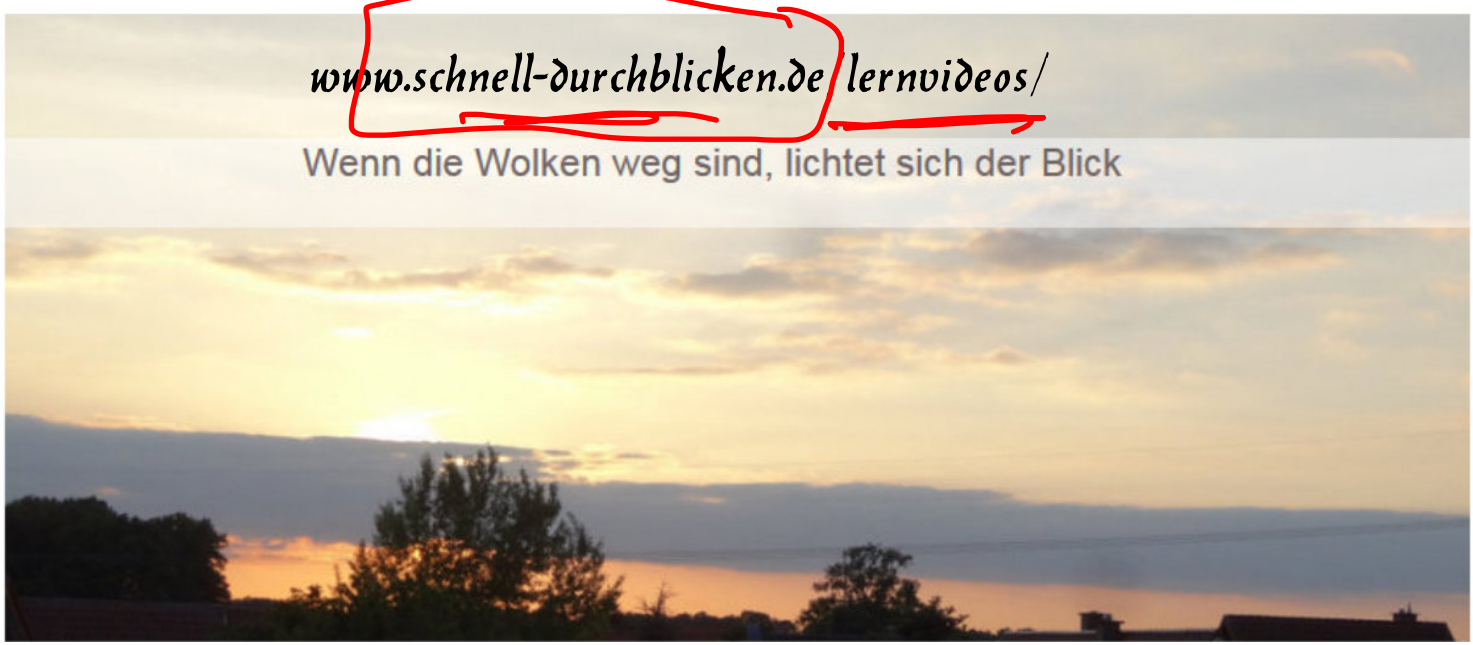 www.schnell-durchblicken.de/lernvideos/
Wenn die Wolken weg sind, lichtet sich der Blick